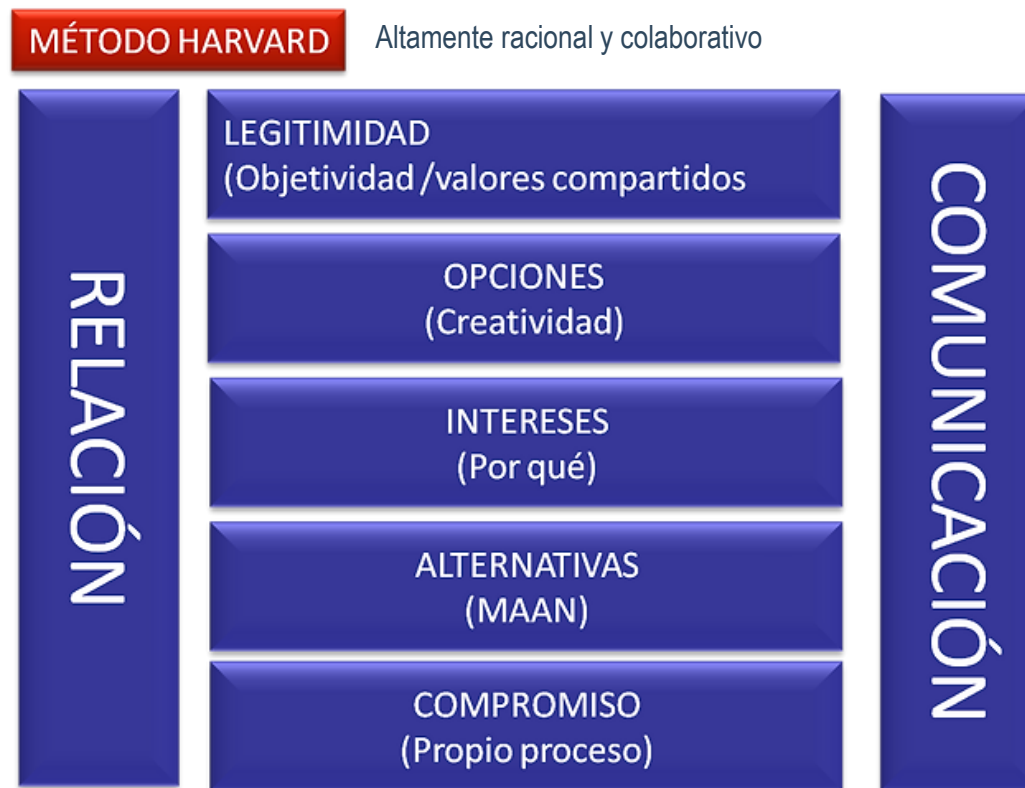 MÉTODO HARVARD
Altamente racional y colaborativo
RELACIÓN
LEGITIMIDAD
(Objetividad /valores compartidos
OPCIONES
(Creatividad)
INTERESES
(Por qué)
ALTERNATIVAS
(MAAN)
COMPROMISO
(Propio proceso)
COMUNICACIÓN